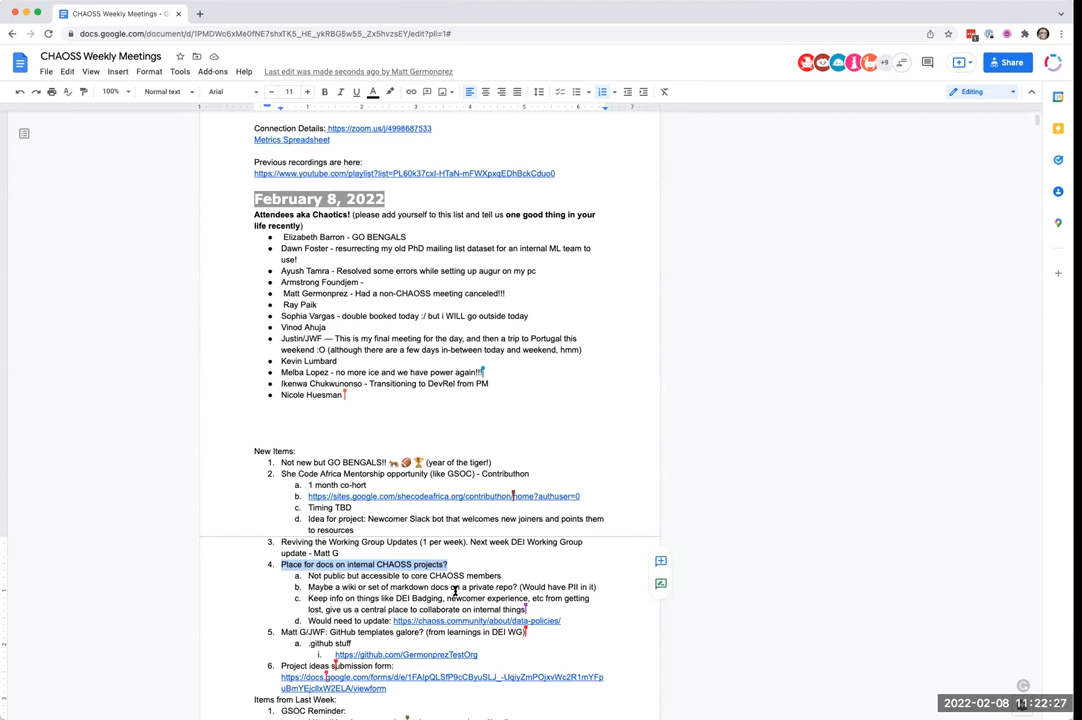 CHAOSS Weekly Meetings - G
docs.google.com/document/d/1PMDWc6xMe0fNE7shxTK5_HE_ykRBG5w55_Zx5hvzsEY/edit?pli=1#
CHAOSS Weekly Meetings
File Edit View Insert Format Tools Add-ons Help Last edit was made seconds ago by Matt Germonprez
+9
Share
100% Normal text Arial 11 Editing
Connection Details: https://zoom.us/j/4998687533
Metrics Spreadsheet
Previous recordings are here:
https://www.youtube.com/playlist?list=PL60k37cxI-HTaN-mFWXpxqEDhBckCduo0
February 8, 2022
Attendees aka Chaotics! (please add yourself to this list and tell us one good thing in your
life recently)
● Elizabeth Barron - GO BENGALS
● Dawn Foster - resurrecting my old PhD mailing list dataset for an internal ML team to
use!
● Ayush Tamra - Resolved some errors while setting up augur on my pc
● Armstrong Foundjem -
● Matt Germonprez - Had a non-CHAOSS meeting canceled!!!
● Ray Paik
● Sophia Vargas - double booked today :/ but i WILL go outside today
● Vinod Ahuja
● Justin/JWF — This is my final meeting for the day, and then a trip to Portugal this
weekend :O (although there are a few days in-between today and weekend, hmm)
● Kevin Lumbard
● Melba Lopez - no more ice and we have power again!!!
● Ikenwa Chukwunonso - Transitioning to DevRel from PM
● Nicole Huesman
New Items:
1. Not new but GO BENGALS!! 🐅 🏈 🏆 (year of the tiger!)
2. She Code Africa Mentorship opportunity (like GSOC) - Contributhon
a. 1 month co-hort
b. https://sites.google.com/shecodeafrica.org/contributhon/home?authuser=0
c. Timing TBD
d. Idea for project: Newcomer Slack bot that welcomes new joiners and points them
to resources
3. Reviving the Working Group Updates (1 per week). Next week DEI Working Group
update - Matt G
4. Place for docs on internal CHAOSS projects?
a. Not public but accessible to core CHAOSS members
b. Maybe a wiki or set of markdown docs on a private repo? (Would have PII in it)
c. Keep info on things like DEI Badging, newcomer experience, etc from getting
lost, give us a central place to collaborate on internal things
d. Would need to update: https://chaoss.community/about/data-policies/
5. Matt G/JWF: GitHub templates galore? (from learnings in DEI WG)
a. .github stuff
i. https://github.com/GermonprezTestOrg
6. Project ideas submission form:
https://docs.google.com/forms/d/e/1FAIpQLSfP9cCByuSLJ_-UqiyZmPOjxvWc2R1mYFp
uBmYEjclIxW2ELA/viewform
Items from Last Week:
1. GSOC Reminder:
2022-02-08 11:22:27